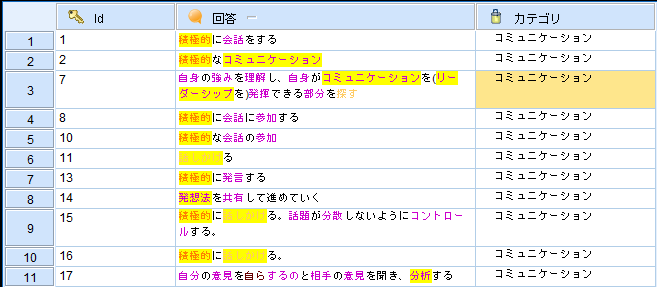 Id 回答 カテゴリ
1 1 積極的に会話をする コミュニケーション
2 2 積極的なコミュニケーション コミュニケーション
3 7 自身の強みを理解し、自身がコミュニケーションを(リー コミュニケーション
ダーシップを)発揮できる部分を探す
4 8 積極的に会話に参加する コミュニケーション
5 10 積極的な会話の参加 コミュニケーション
6 11 話しかける コミュニケーション
7 13 積極的に発言する コミュニケーション
8 14 発想法を共有して進めていく コミュニケーション
9 15 積極的に話しかける。話題が分散しないようにコントロー コミュニケーション
ルする。
10 16 積極的に話しかける。 コミュニケーション
11 17 自分の意見を自らするのと相手の意見を聞き、分析する コミュニケーション